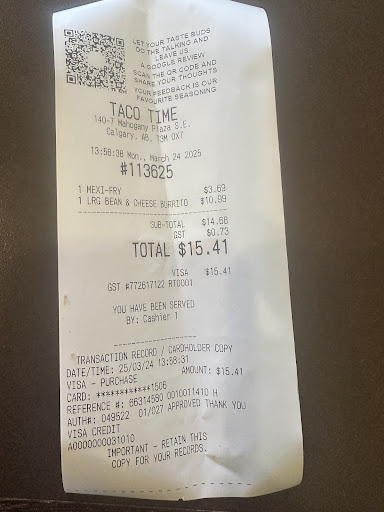 LET YOUR TASTE BUDS
DO THE TALKING AND
LEAVE US
A GOOGLE REVIEW
SCAN THE QR CODE AND
SHARE YOUR THOUGHTS
YOUR FEEDBACK IS OUR
FAVOURITE SEASONING
TACO TIME
140-7 Mahogany Plaza S.E.
Calgary, AB, T3M 0X7
13:58:38 Mon., March 24 2025
#113625
1 MEXI-FRY $3.69
1 LRG BEAN & CHEESE BURRITO $10.99
SUB-TOTAL $14.68
GST $0.73
TOTAL $15.41
VISA $15.41
GST #772617122 RT0001
YOU HAVE BEEN SERVED
BY: Cashier 1
TRANSACTION RECORD / CARDHOLDER COPY
DATE/TIME: 25/03/24 13:58:31
VISA - PURCHASE AMOUNT: $15.41
CARD: ************1506
REFERENCE #: 66314590 0010011410 H
AUTH#: 049522 01/027 APPROVED THANK YOU
VISA CREDIT
A0000000031010
IMPORTANT - RETAIN THIS
COPY FOR YOUR RECORDS.